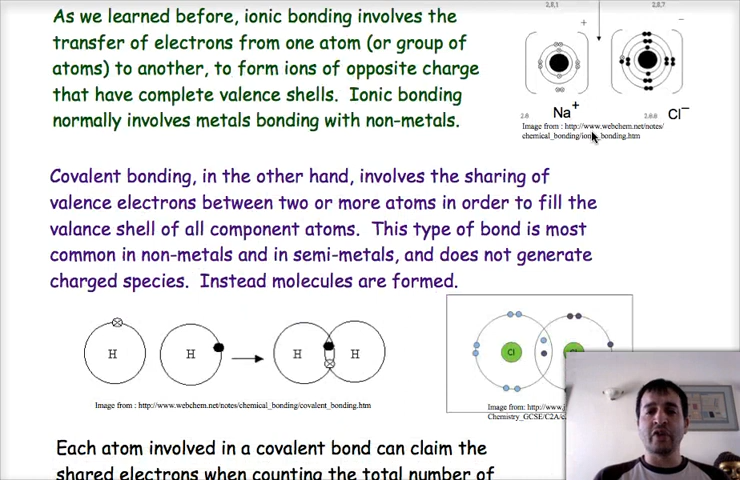 2,8,1 2,8,7
As we learned before, ionic bonding involves the
transfer of electrons from one atom (or group of
atoms) to another, to form ions of opposite charge
that have complete valence shells. Ionic bonding
normally involves metals bonding with non-metals.
+ −
2.8 Na+ 2.8.8 Cl−
Image from : http://www.webchem.net/notes/
chemical_bonding/ionic_bonding.htm
Covalent bonding, in the other hand, involves the sharing of
valence electrons between two or more atoms in order to fill the
valance shell of all component atoms. This type of bond is most
common in non-metals and in semi-metals, and does not generate
charged species. Instead molecules are formed.
H H H H
Cl Cl
Image from : http://www.webchem.net/notes/chemical_bonding/covalent_bonding.htm
Image from: http://www.
Chemistry_GCSE/C2A/
Each atom involved in a covalent bond can claim the
shared electrons when counting the total number of